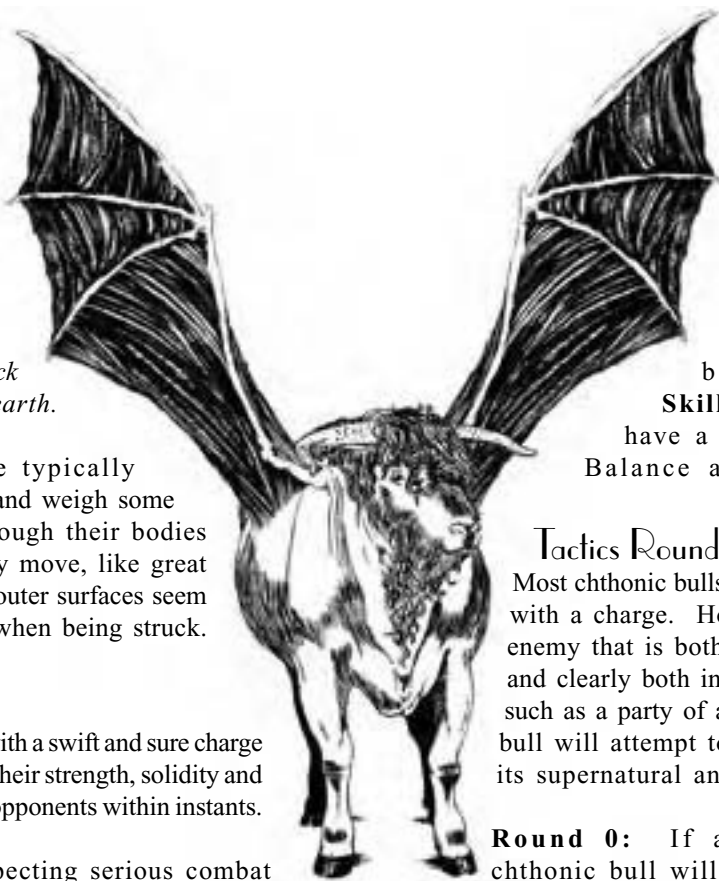 ck
earth.
e typically
and weigh some
ough their bodies
y move, like great
outer surfaces seem
when being struck.
ith a swift and sure charge
heir strength, solidity and
opponents within instants.
pecting serious combat
b
Skill
have a
Balance a
Tactics Round
Most chthonic bulls
with a charge. Ho
enemy that is both
and clearly both in
such as a party of a
bull will attempt to
its supernatural an
Round 0: If a
chthonic bull will